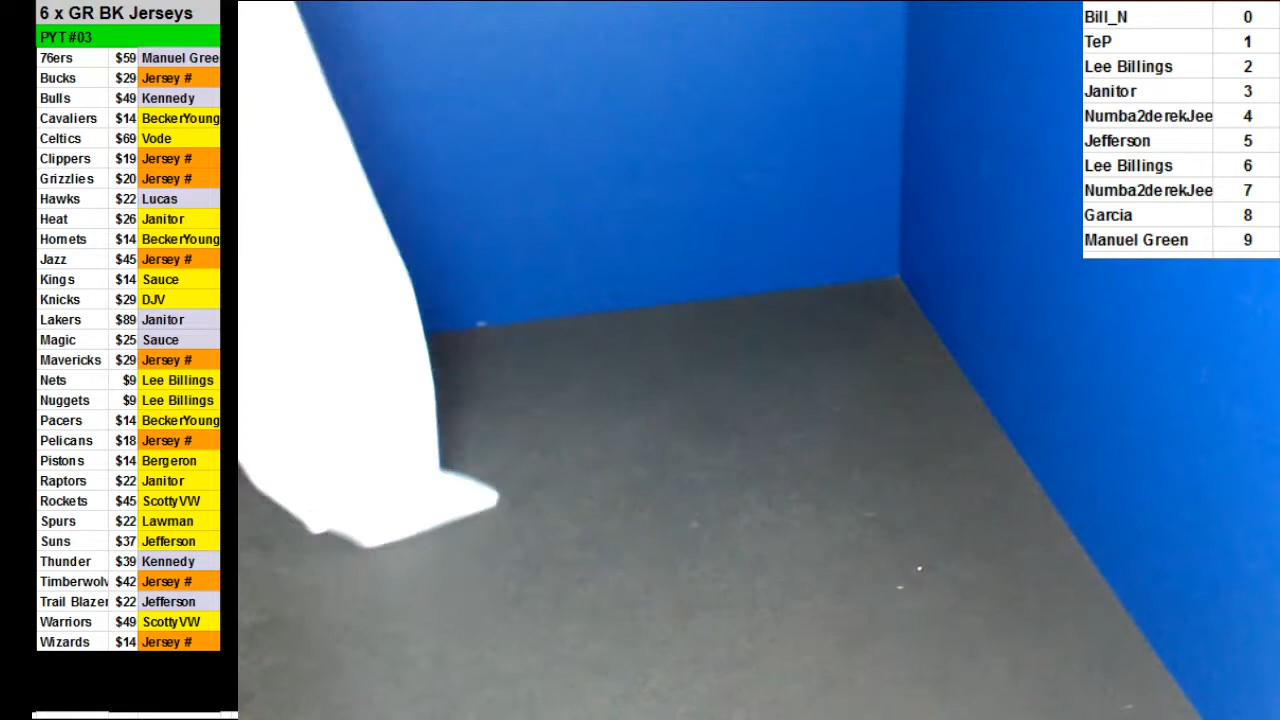 6 x GR BK Jerseys
PYT #03
76ers $59 Manuel Gree
Bucks $29 Jersey #
Bulls $49 Kennedy
Cavaliers $14 BeckerYoung
Celtics $69 Vode
Clippers $19 Jersey #
Grizzlies $20 Jersey #
Hawks $22 Lucas
Heat $26 Janitor
Hornets $14 BeckerYoung
Jazz $45 Jersey #
Kings $14 Sauce
Knicks $29 DJV
Lakers $89 Janitor
Magic $25 Sauce
Mavericks $29 Jersey #
Nets $9 Lee Billings
Nuggets $9 Lee Billings
Pacers $14 BeckerYoung
Pelicans $18 Jersey #
Pistons $14 Bergeron
Raptors $22 Janitor
Rockets $45 ScottyVW
Spurs $22 Lawman
Suns $37 Jefferson
Thunder $39 Kennedy
Timberwolv $42 Jersey #
Trail Blazer $22 Jefferson
Warriors $49 ScottyVW
Wizards $14 Jersey #
Bill_N 0
TeP 1
Lee Billings 2
Janitor 3
Numba2derekJee 4
Jefferson 5
Lee Billings 6
Numba2derekJee 7
Garcia 8
Manuel Green 9